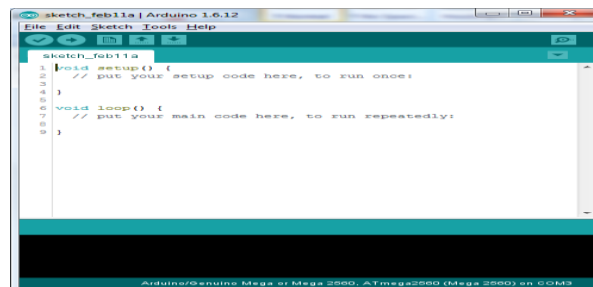 sketch_feb11a | Arduino 1.6.12
File Edit Sketch Tools Help
sketch_feb11a
1 void setup() {
2 // put your setup code here, to run once:
3
4 }
5
6 void loop() {
7 // put your main code here, to run repeatedly:
8
9 }
Arduino/Genuino Mega or Mega 2560, ATmega2560 (Mega 2560) on COM3